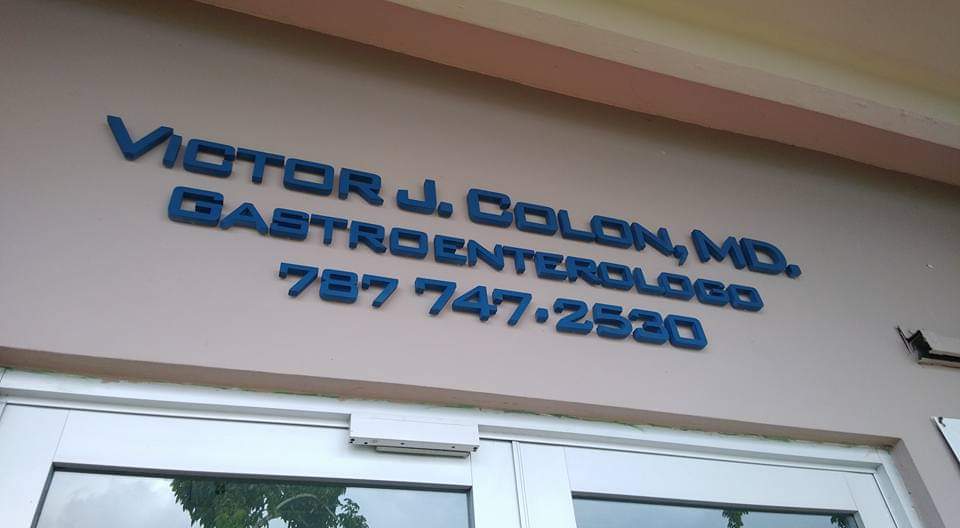 VICTOR J. COLON, MD.
GASTROENTEROLOGO
787 747·2530